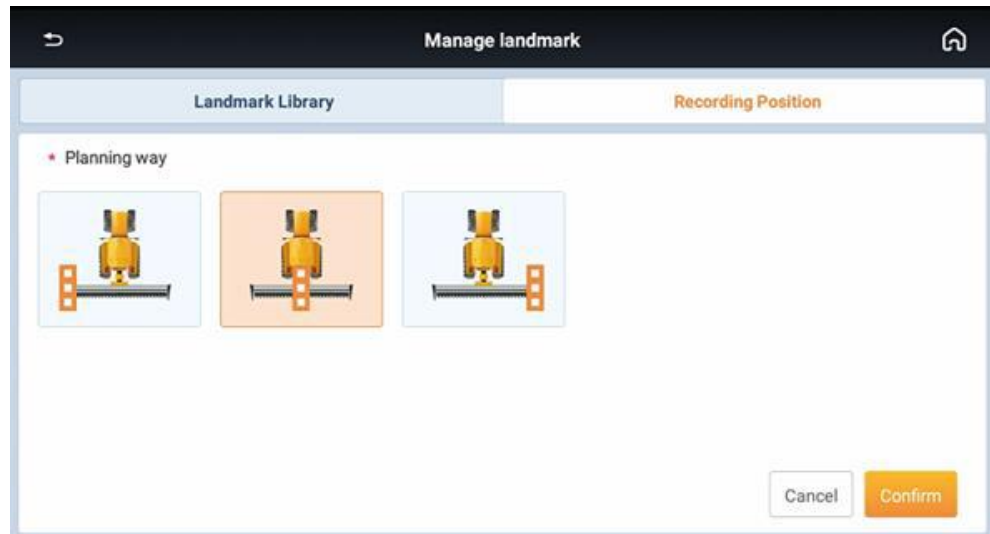 Manage landmark
Landmark Library
Recording Position
* Planning way
Cancel
Confirm